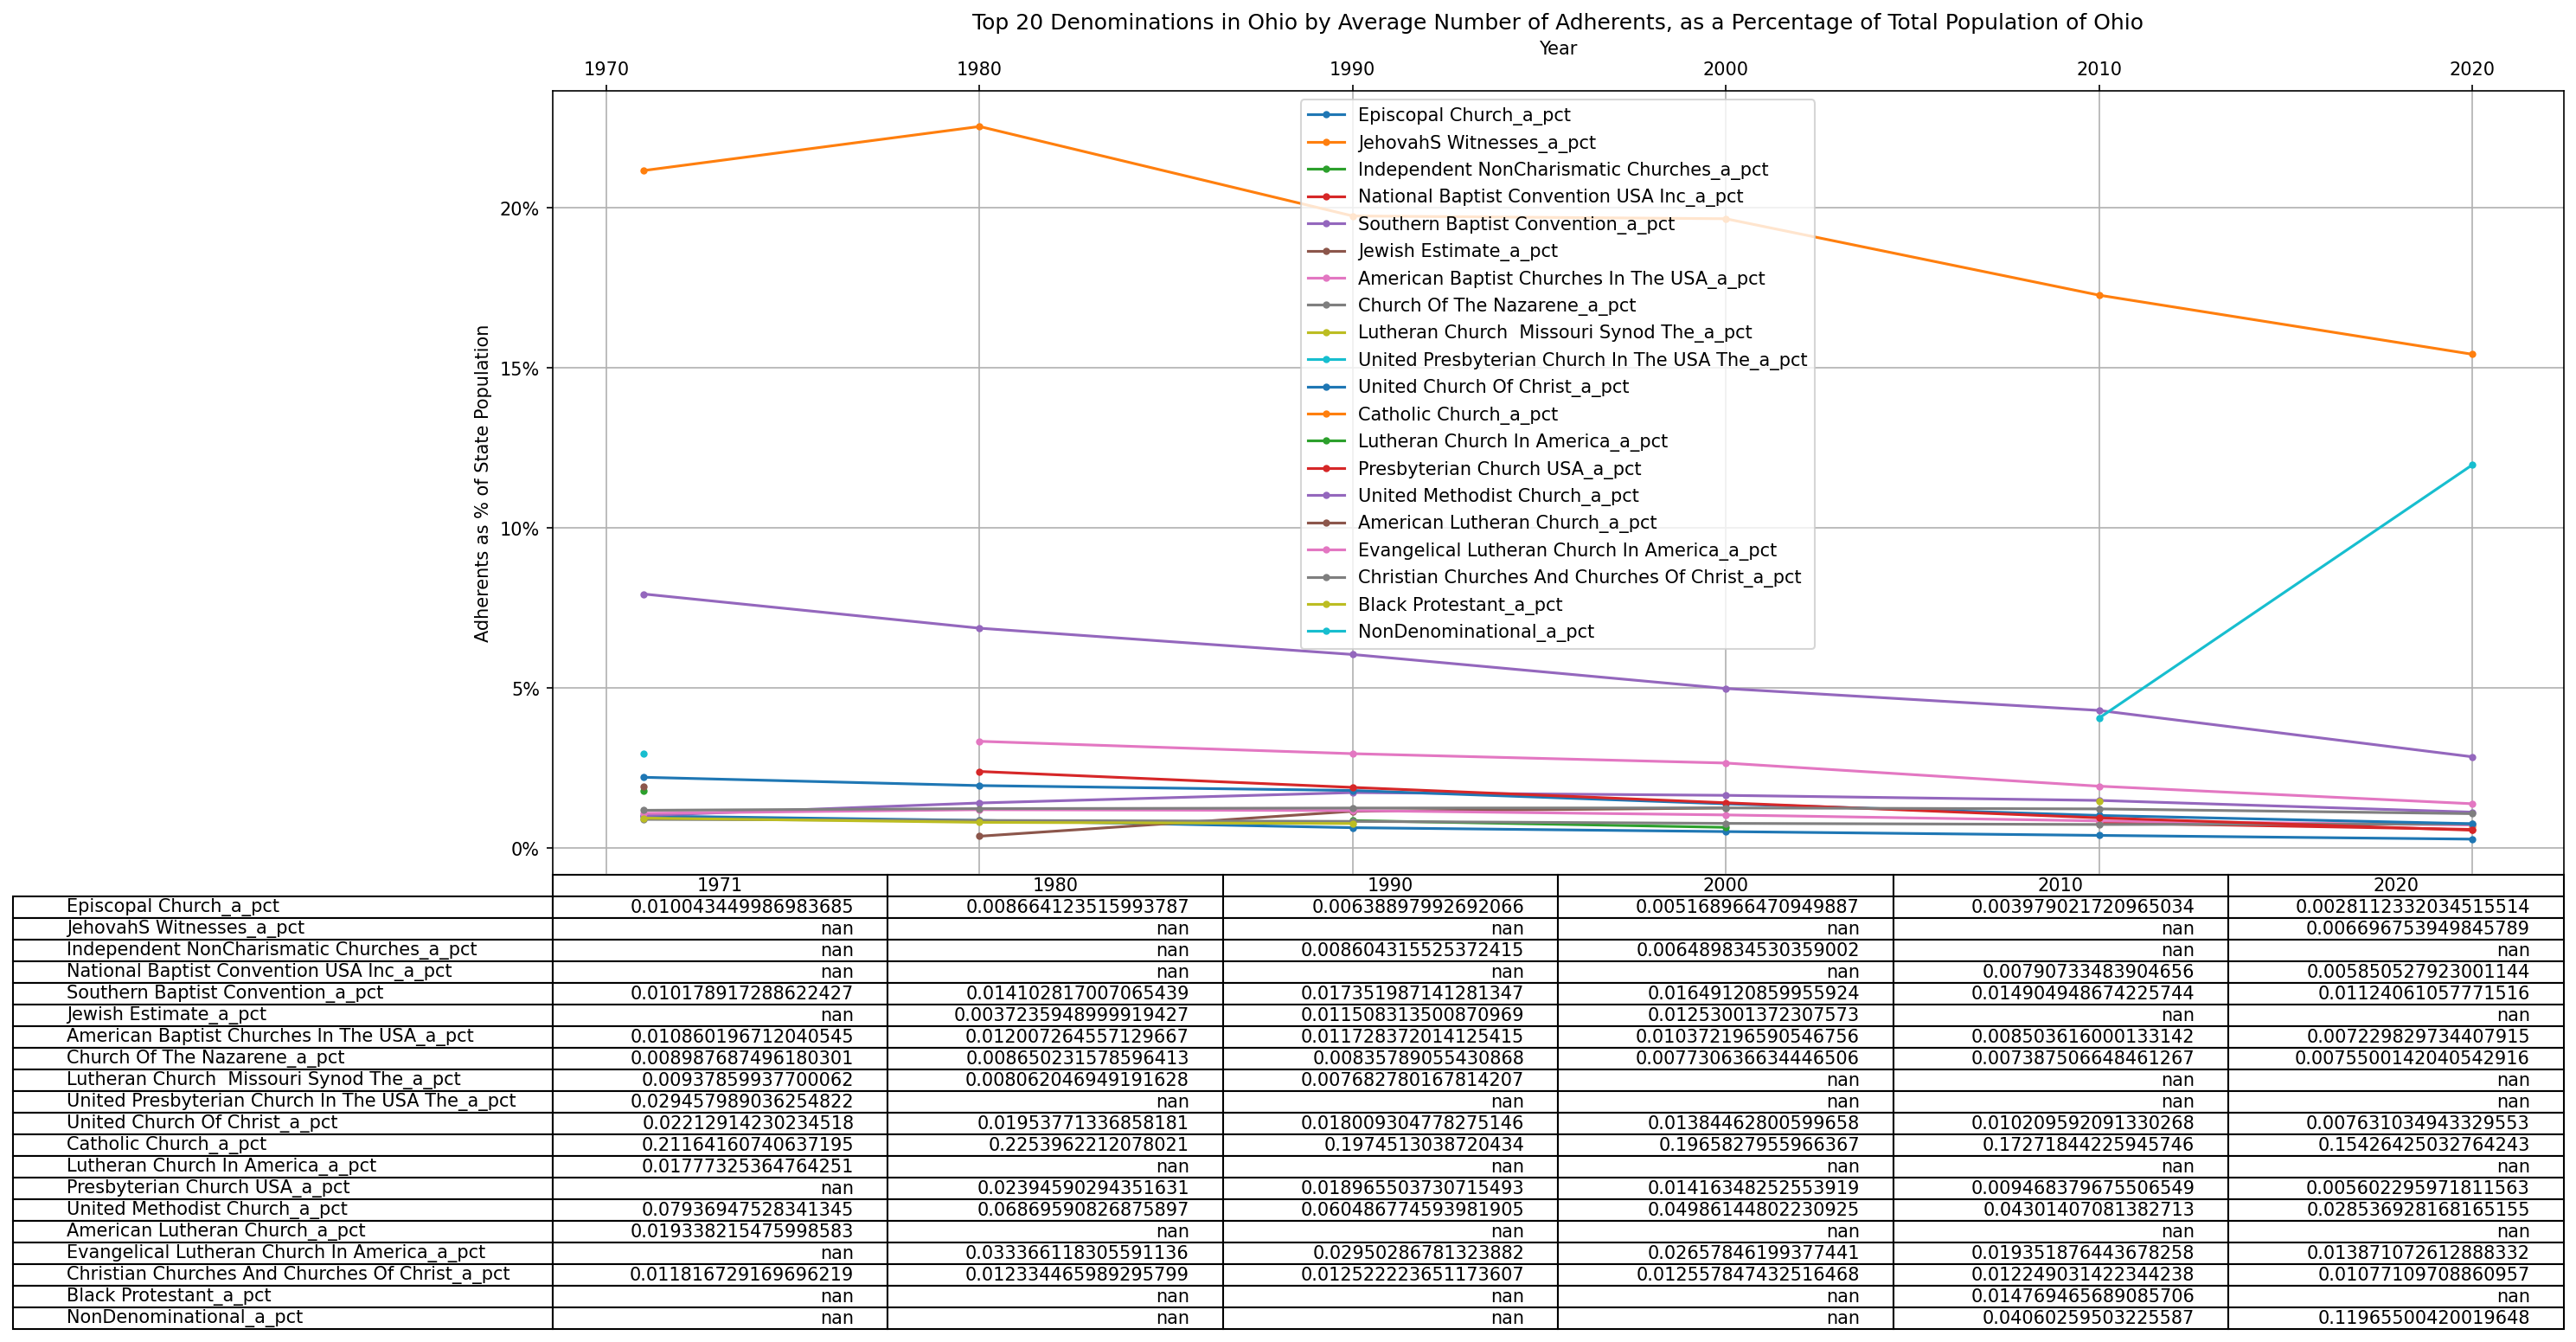 Top 20 Denominations in Ohio by Average Number of Adherents, as a Percentage of Total Population of Ohio
Year
1970 1980 1990 2000 2010 2020
Adherents as % of State Population
20%
15%
10%
5%
0%
Episcopal Church_a_pct
JehovahS Witnesses_a_pct
Independent NonCharismatic Churches_a_pct
National Baptist Convention USA Inc_a_pct
Southern Baptist Convention_a_pct
Jewish Estimate_a_pct
American Baptist Churches In The USA_a_pct
Church Of The Nazarene_a_pct
Lutheran Church  Missouri Synod The_a_pct
United Presbyterian Church In The USA The_a_pct
United Church Of Christ_a_pct
Catholic Church_a_pct
Lutheran Church In America_a_pct
Presbyterian Church USA_a_pct
United Methodist Church_a_pct
American Lutheran Church_a_pct
Evangelical Lutheran Church In America_a_pct
Christian Churches And Churches Of Christ_a_pct
Black Protestant_a_pct
NonDenominational_a_pct
1971 1980 1990 2000 2010 2020
Episcopal Church_a_pct 0.010043449986983685 0.008664123515993787 0.00638897992692066 0.005168966470949887 0.003979021720965034 0.0028112332034515514
JehovahS Witnesses_a_pct nan nan nan nan nan 0.006696753949845789
Independent NonCharismatic Churches_a_pct nan nan 0.008604315525372415 0.006489834530359002 nan nan
National Baptist Convention USA Inc_a_pct nan nan nan nan 0.00790733483904656 0.005850527923001144
Southern Baptist Convention_a_pct 0.010178917288622427 0.014102817007065439 0.017351987141281347 0.01649120859955924 0.014904948674225744 0.01124061057771516
Jewish Estimate_a_pct nan 0.0037235948999919427 0.011508313500870969 0.01253001372307573 nan nan
American Baptist Churches In The USA_a_pct 0.010860196712040545 0.012007264557129667 0.011728372014125415 0.010372196590546756 0.008503616000133142 0.007229829734407915
Church Of The Nazarene_a_pct 0.008987687496180301 0.008650231578596413 0.00835789055430868 0.007730636634446506 0.007387506648461267 0.0075500142040542916
Lutheran Church  Missouri Synod The_a_pct 0.00937859937700062 0.008062046949191628 0.007682780167814207 nan nan nan
United Presbyterian Church In The USA The_a_pct 0.029457989036254822 nan nan nan nan nan
United Church Of Christ_a_pct 0.02212914230234518 0.01953771336858181 0.018009304778275146 0.01384462800599658 0.010209592091330268 0.007631034943329553
Catholic Church_a_pct 0.211641607406​37195 0.2253962212078021 0.1974513038720434 0.1965827955966367 0.17271844225945746 0.15426425032764243
Lutheran Church In America_a_pct 0.01777325364764251 nan nan nan nan nan
Presbyterian Church USA_a_pct nan 0.02394590294351631 0.018965503730715493 0.01416348252553919 0.009468379675506549 0.005602295971811563
United Methodist Church_a_pct 0.07936947528341345 0.06869590826875897 0.060486774593981905 0.04986144802230925 0.04301407081382713 0.028536928168165155
American Lutheran Church_a_pct 0.019338215475998583 nan nan nan nan nan
Evangelical Lutheran Church In America_a_pct nan 0.033366118305591136 0.02950286781323882 0.02657846199377441 0.019351876443678258 0.013871072612888332
Christian Churches And Churches Of Christ_a_pct 0.011816729169696219 0.012334465989295799 0.012522223651173607 0.012557847432516468 0.012249031422344238 0.01077109708860957
Black Protestant_a_pct nan nan nan nan 0.014769465689085706 nan
NonDenominational_a_pct nan nan nan nan 0.04060259503225587 0.11965500420019648